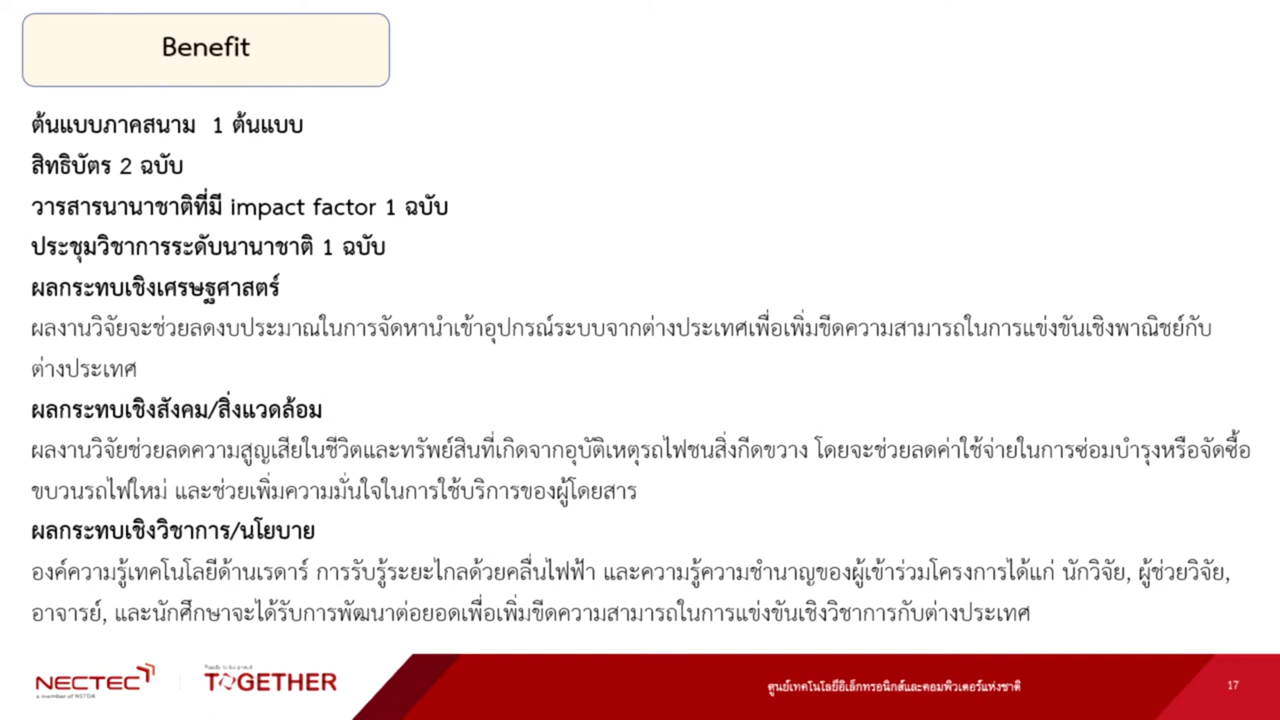 Benefit
ต้นแบบภาคสนาม 1 ต้นแบบ
สิทธิบัตร 2 ฉบับ
วารสารนานาชาติที่มี impact factor 1 ฉบับ
ประชุมวิชาการระดับนานาชาติ 1 ฉบับ
ผลกระทบเชิงเศรษฐศาสตร์
ผลงานวิจัยจะช่วยลดงบประมาณในการจัดหานำเข้าอุปกรณ์ระบบจากต่างประเทศเพื่อเพิ่มขีดความสามารถในการแข่งขันเชิงพาณิชย์กับ
ต่างประเทศ
ผลกระทบเชิงสังคม/สิ่งแวดล้อม
ผลงานวิจัยช่วยลดความสูญเสียในชีวิตและทรัพย์สินที่เกิดจากอุบัติเหตุรถไฟชนสิ่งกีดขวาง โดยจะช่วยลดค่าใช้จ่ายในการซ่อมบำรุงหรือจัดซื้อ
ขบวนรถไฟใหม่ และช่วยเพิ่มความมั่นใจในการใช้บริการของผู้โดยสาร
ผลกระทบเชิงวิชาการ/นโยบาย
องค์ความรู้เทคโนโลยีด้านเรดาร์ การรับรู้ระยะไกลด้วยคลื่นไฟฟ้า และความรู้ความชำนาญของผู้เข้าร่วมโครงการได้แก่ นักวิจัย, ผู้ช่วยวิจัย,
อาจารย์, และนักศึกษาจะได้รับการพัฒนาต่อยอดเพื่อเพิ่มขีดความสามารถในการแข่งขันเชิงวิชาการกับต่างประเทศ
NECTEC
a member of NSTDA
TOGETHER
ศูนย์เทคโนโลยีอิเล็กทรอนิกส์และคอมพิวเตอร์แห่งชาติ
17